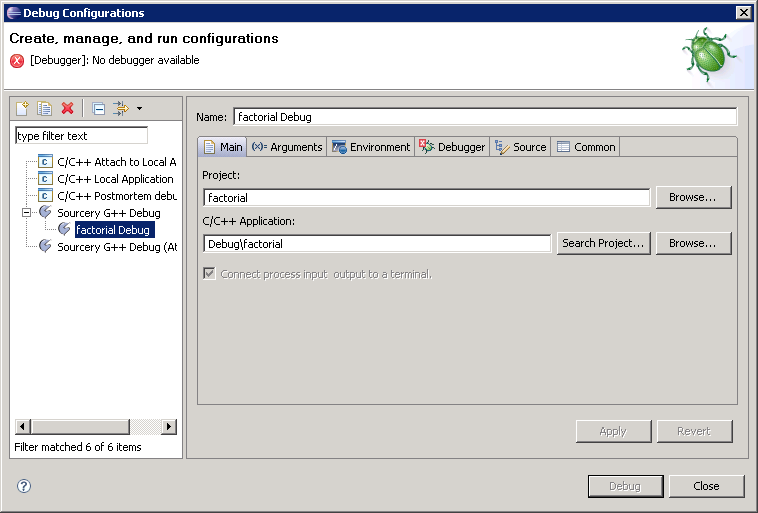 Debug Configurations
Create, manage, and run configurations
[Debugger]: No debugger available
type filter text
C/C++ Attach to Local A
C/C++ Local Application
C/C++ Postmortem debu
Sourcery G++ Debug
factorial Debug
Sourcery G++ Debug (At
Filter matched 6 of 6 items
Name: factorial Debug
Main (x)= Arguments Environment Debugger Source Common
Project:
factorial Browse...
C/C++ Application:
Debug\factorial Search Project... Browse...
Connect process input output to a terminal.
Apply Revert
? Debug Close